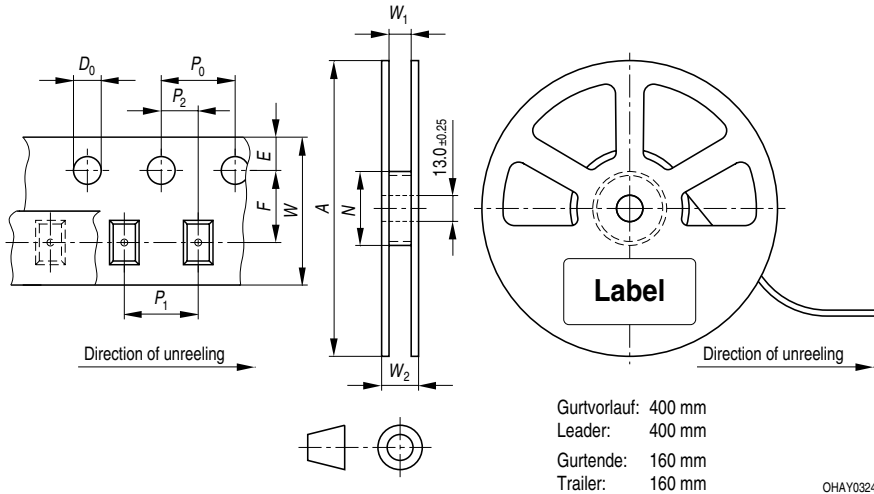 W1
D0
P0
P2
E
F
W
A
N
13.0 ±0.25
Label
P1
Direction of unreeling
W2
Direction of unreeling
Gurtvorlauf: 400 mm
Leader: 400 mm
Gurtende: 160 mm
Trailer: 160 mm
OHAY0324